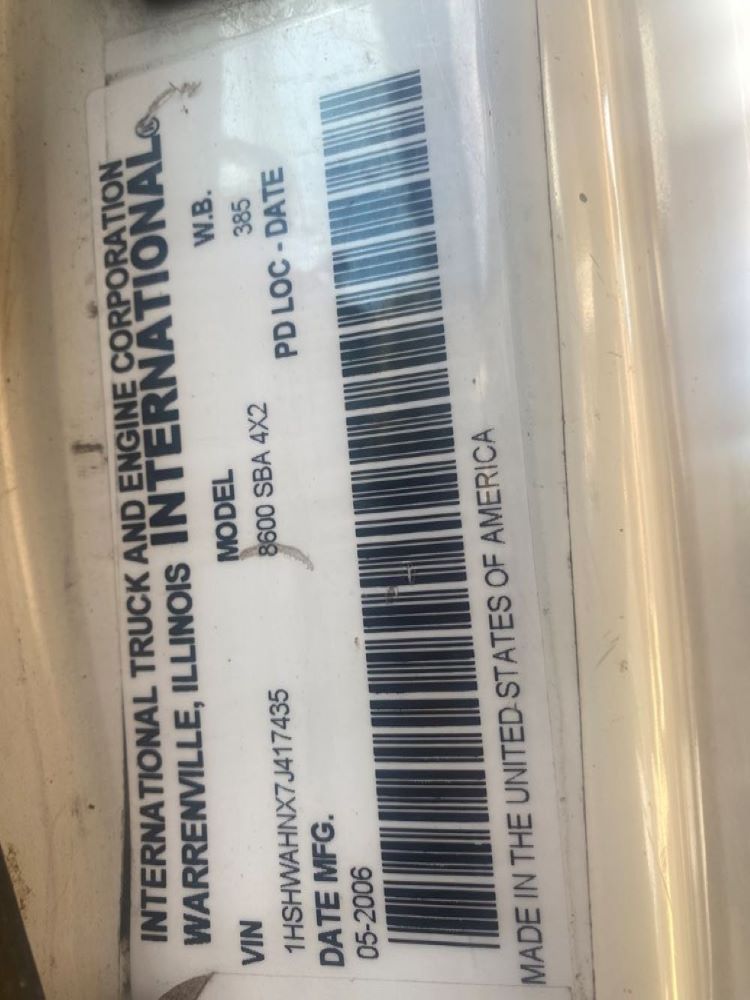 INTERNATIONAL TRUCK AND ENGINE CORPORATION
WARRENVILLE, ILLINOIS INTERNATIONAL®
VIN MODEL W.B.
1HSHWAHNX7J417435 8600 SBA 4X2 385
DATE MFG. PD LOC - DATE
05-2006
MADE IN THE UNITED STATES OF AMERICA